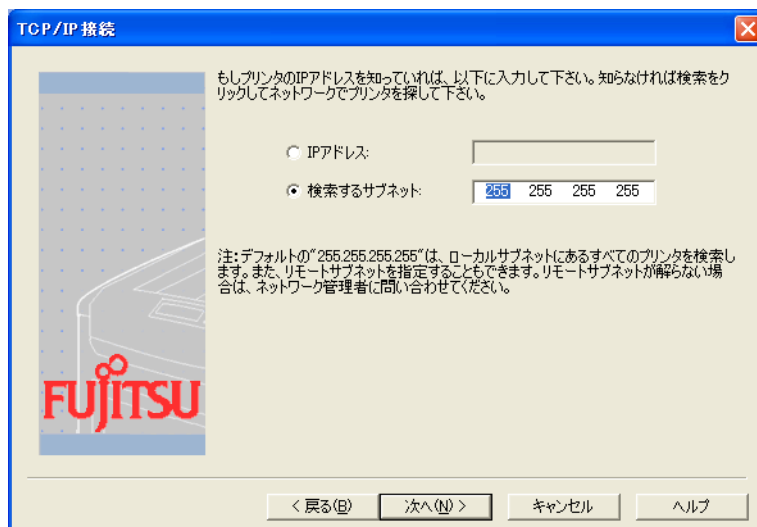 TCP/IP 接続
もしプリンタのIPアドレスを知っていれば、以下に入力して下さい。知らなければ検索をク
リックしてネットワークでプリンタを探して下さい。
IPアドレス:
検索するサブネット: 255 255 255 255
注:デフォルトの"255.255.255.255"は、ローカルサブネットにあるすべてのプリンタを検索し
ます。また、リモートサブネットを指定することもできます。リモートサブネットが解らない場
合は、ネットワーク管理者に問い合わせてください。
FUJITSU
< 戻る(B) 次へ(N) > キャンセル ヘルプ